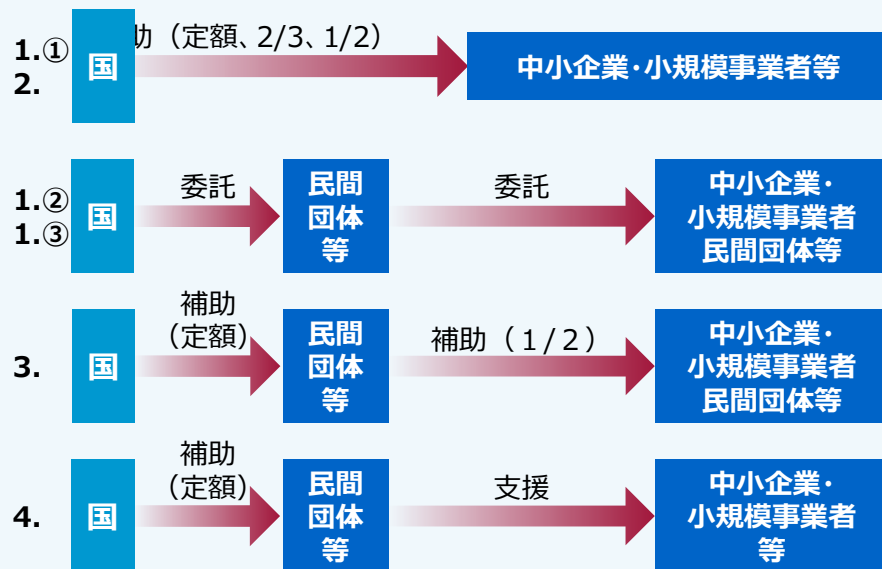 助（定額、2/3、1/2）
1.①
2.
国
中小企業・小規模事業者等
1.②
1.③
国
委託
民間
団体
等
委託
中小企業・
小規模事業者
民間団体等
3.
国
補助
（定額）
民間
団体
等
補助（1/2）
中小企業・
小規模事業者
民間団体等
4.
国
補助
（定額）
民間
団体
等
支援
中小企業・
小規模事業者
等